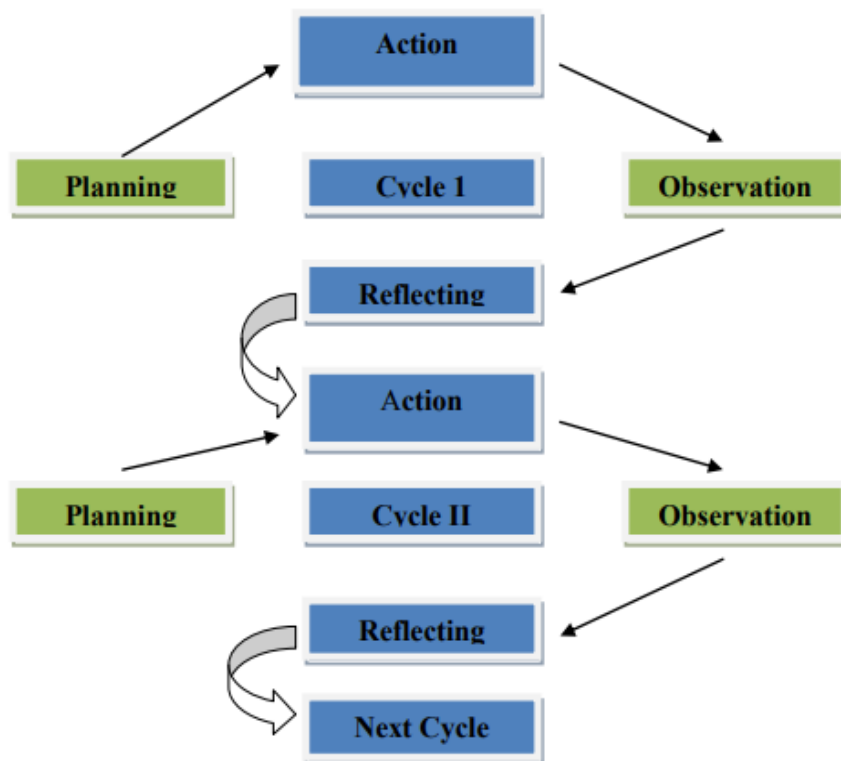 Action
Planning
Cycle 1
Observation
Reflecting
Action
Planning
Cycle II
Observation
Reflecting
Next Cycle